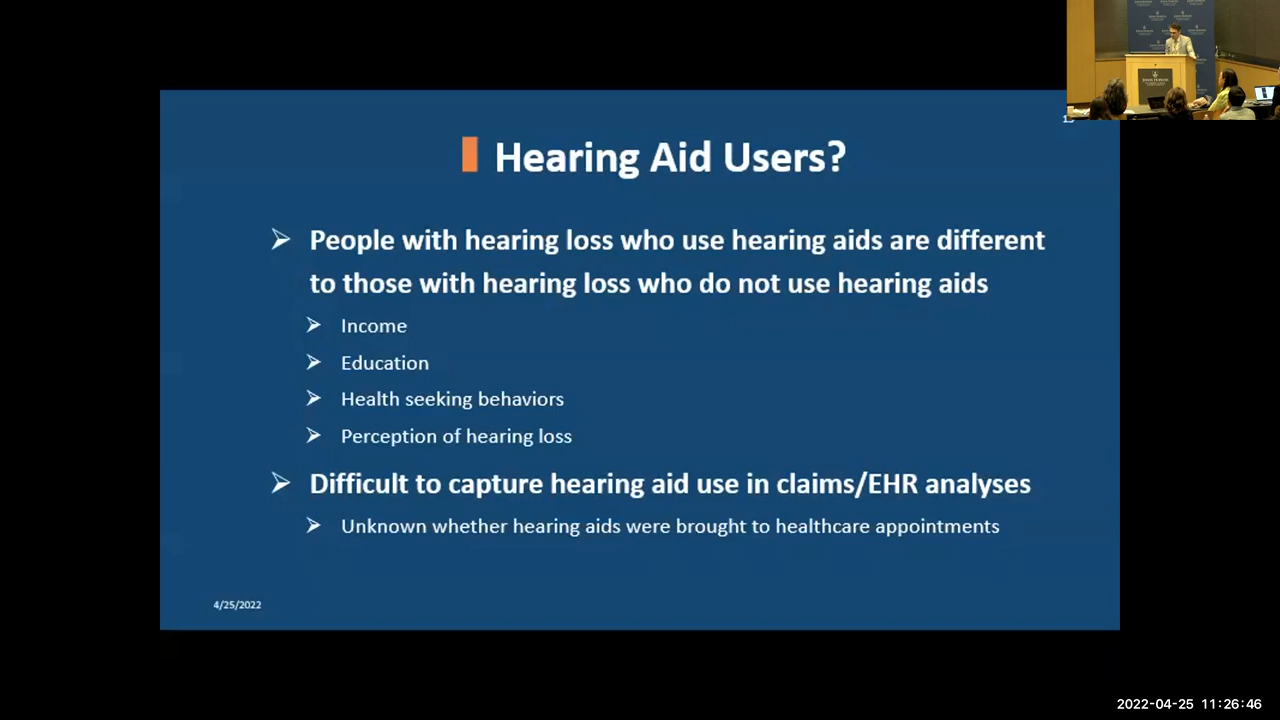 Hearing Aid Users?
➢ People with hearing loss who use hearing aids are different
to those with hearing loss who do not use hearing aids
➢ Income
➢ Education
➢ Health seeking behaviors
➢ Perception of hearing loss
➢ Difficult to capture hearing aid use in claims/EHR analyses
➢ Unknown whether hearing aids were brought to healthcare appointments
4/25/2022
2022-04-25 11:26:46